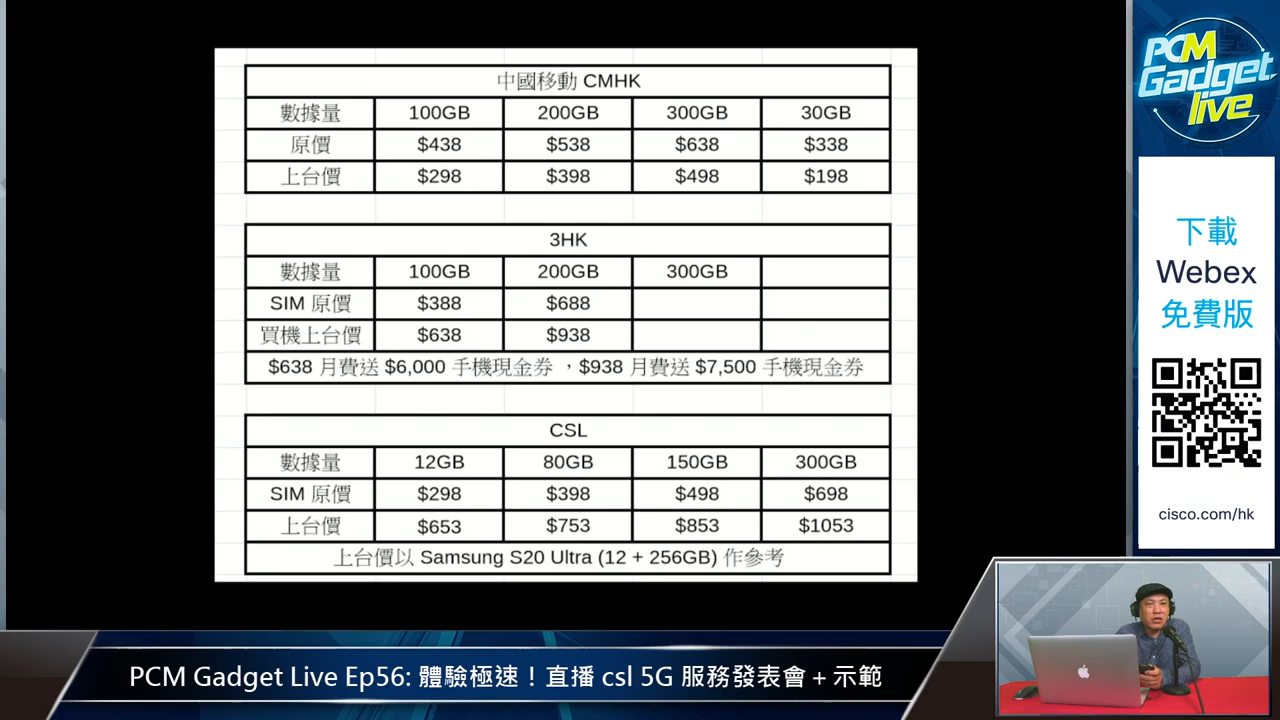 中國移動 CMHK
數據量 100GB 200GB 300GB 30GB
原價 $438 $538 $638 $338
上台價 $298 $398 $498 $198
3HK
數據量 100GB 200GB 300GB
SIM 原價 $388 $688
買機上台價 $638 $938
$638 月費送 $6,000 手機現金券 ，$938 月費送 $7,500 手機現金券
CSL
數據量 12GB 80GB 150GB 300GB
SIM 原價 $298 $398 $498 $698
上台價 $653 $753 $853 $1053
上台價以 Samsung S20 Ultra (12 + 256GB) 作參考
PCM
Gadget
live
下載
Webex
免費版
cisco.com/hk
PCM Gadget Live Ep56: 體驗極速！直播 csl 5G 服務發表會 + 示範